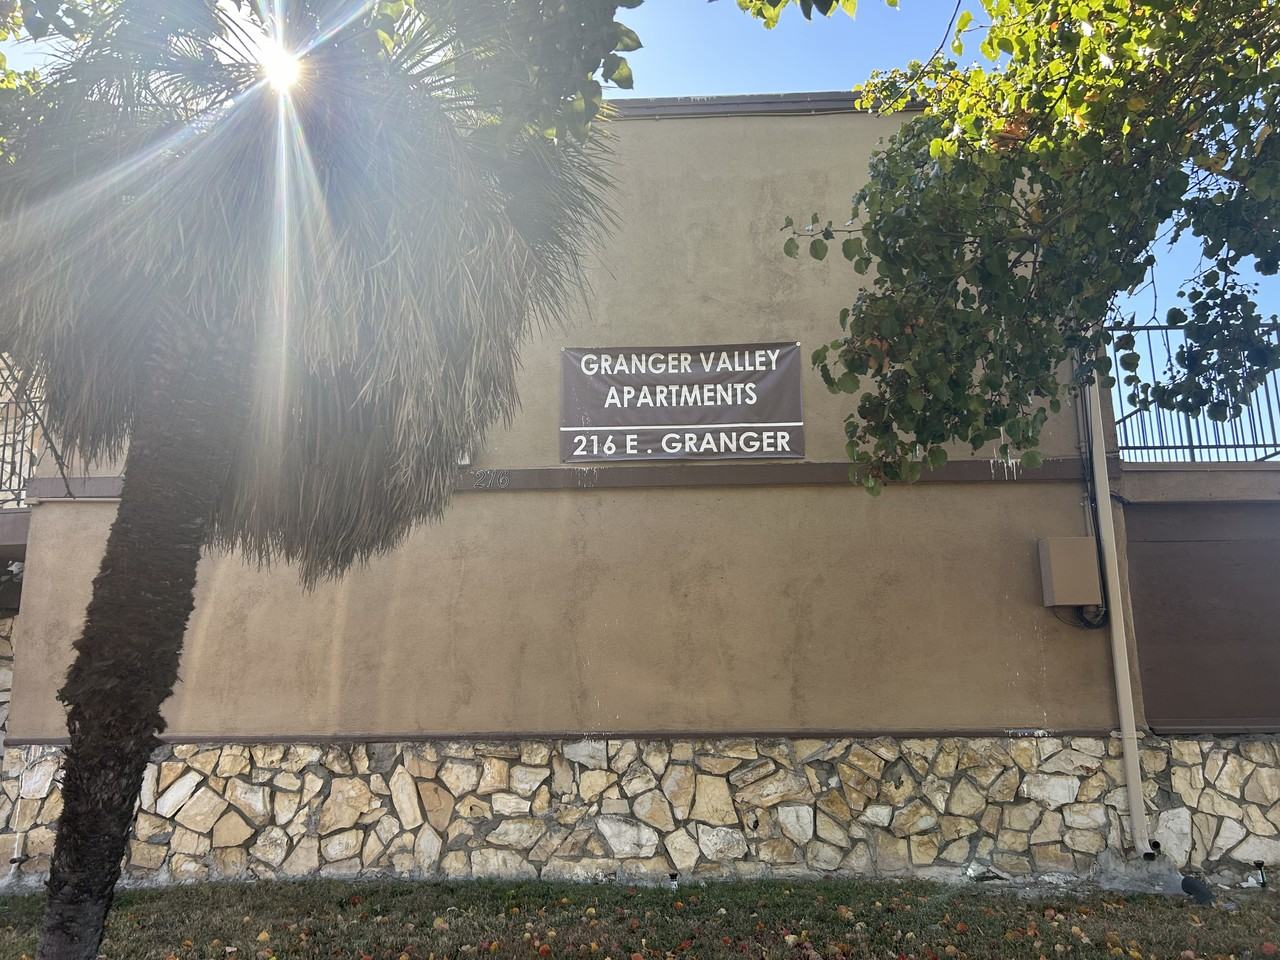 GRANGER VALLEY
APARTMENTS
216 E . GRANGER
216